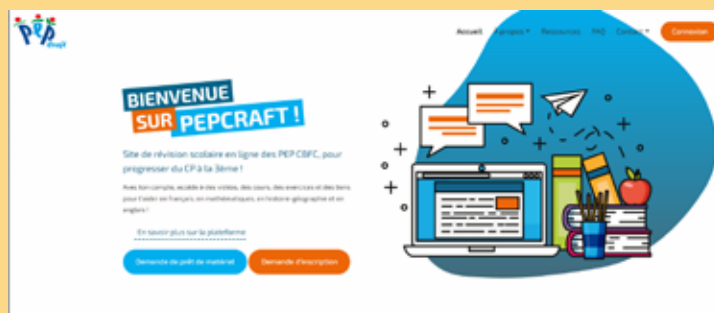 PEP
craft
Accueil A propos Ressources FAQ Contact Connexion
BIENVENUE
SUR PEPCRAFT !
Site de révision scolaire en ligne des PEP CBFC, pour
progresser du CP à la 3ème !
Avec ton compte, accède à des vidéos, des cours, des exercices et des liens
pour t'aider en français, en mathématiques, en histoire-géographie et en
anglais !
En savoir plus sur la plateforme
Demande de prêt de matériel Demande d'inscription